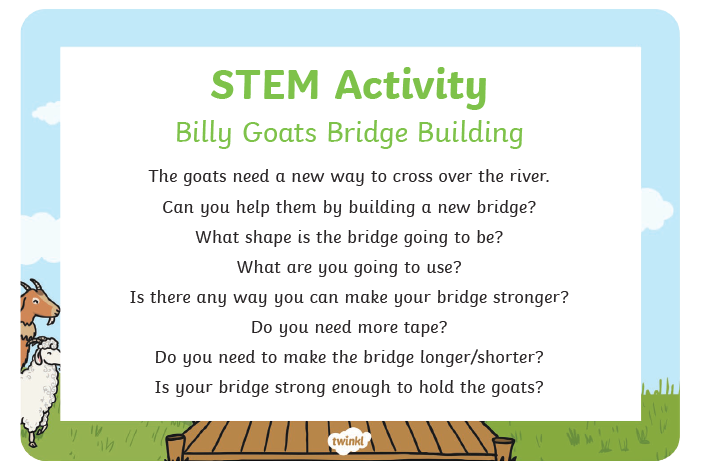 STEM Activity
Billy Goats Bridge Building
The goats need a new way to cross over the river.
Can you help them by building a new bridge?
What shape is the bridge going to be?
What are you going to use?
Is there any way you can make your bridge stronger?
Do you need more tape?
Do you need to make the bridge longer/shorter?
Is your bridge strong enough to hold the goats?
twinkl